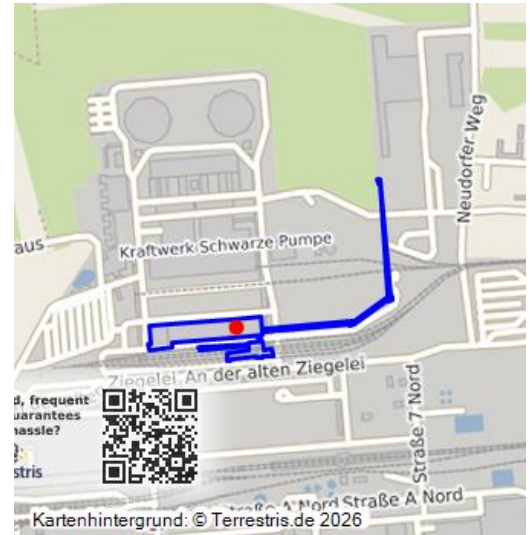 Neudorfer Weg
aus
Kraftwerk Schwarze Pumpe
Ziegelei An der alten Ziegelei
d, frequent
uarantees
hassle?
stris
Straße 7 Nord
Straße A Nord Straße A Nord
Kartenhintergrund: © Terrestris.de 2026